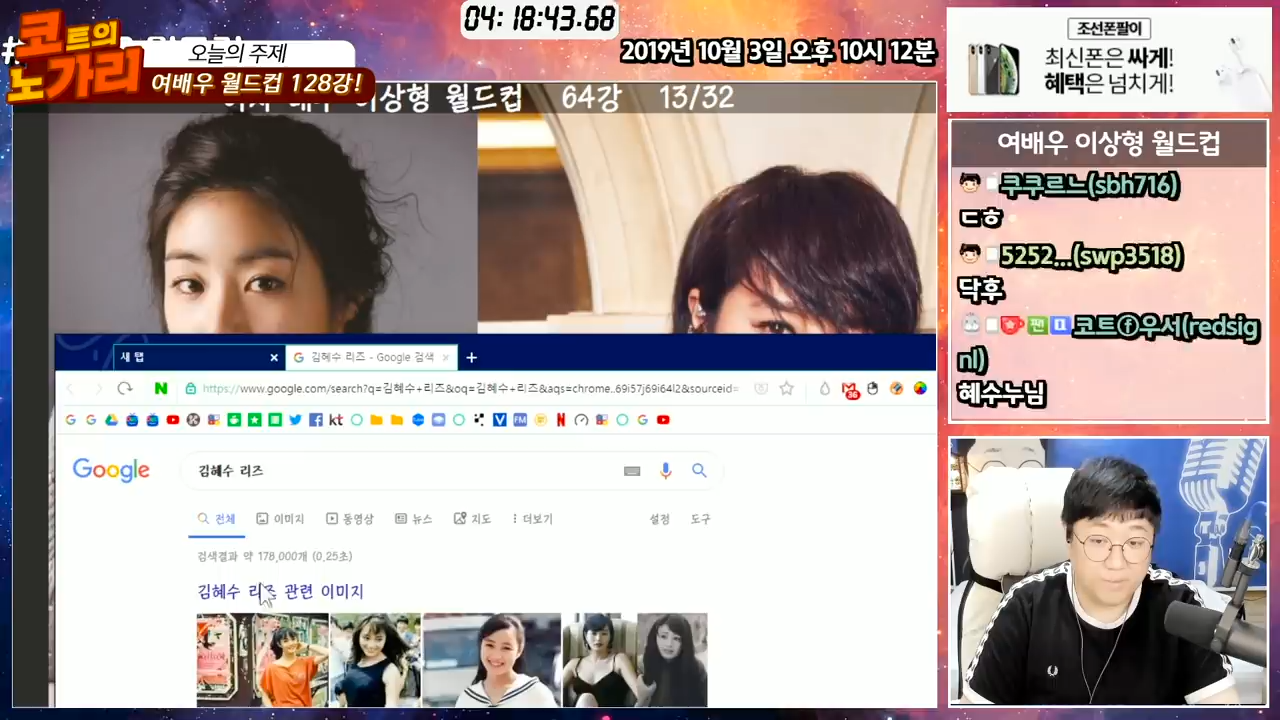 코트의
노가리
오늘의 주제
여배우 월드컵 128강!
04: 18:43.68
2019년 10월 3일 오후 10시 12분
이상형 월드컵 64강 13/32
조선폰팔이
최신폰은 싸게!
혜택은 넘치게!
여배우 이상형 월드컵
쿠쿠르느(sbh716)
ㄷㅎ
5252...(swp3518)
닥후
팬 코트ⓕ우서(redsig
nl)
혜수누님
새 탭
김혜수 리즈 - Google 검색
https://www.google.com/search?q=김혜수+리즈&oq=김혜수+리즈&aqs=chrome..69i57j69i64l2&sourceid=
36
kt
FM
Google
김혜수 리즈
전체 이미지 동영상 뉴스 지도 더보기 설정 도구
검색결과 약 178,000개 (0.25초)
김혜수 리즈 관련 이미지